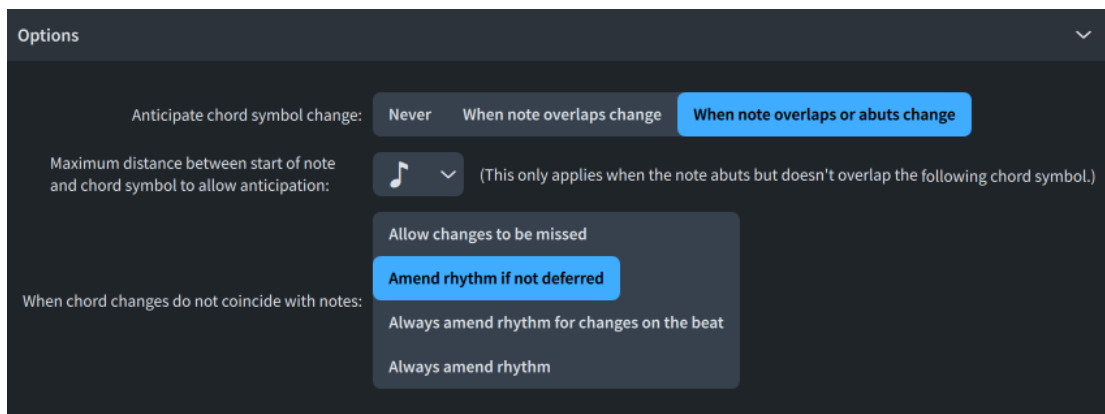 Options
Anticipate chord symbol change: Never When note overlaps change When note overlaps or abuts change
Maximum distance between start of note
and chord symbol to allow anticipation:
(This only applies when the note abuts but doesn't overlap the following chord symbol.)
When chord changes do not coincide with notes:
Allow changes to be missed
Amend rhythm if not deferred
Always amend rhythm for changes on the beat
Always amend rhythm